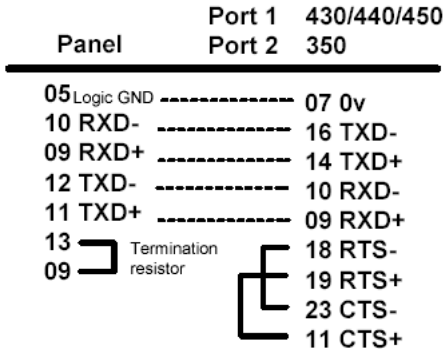 Port 1 430/440/450
Panel Port 2 350
05 Logic GND 07 0v
10 RXD- 16 TXD-
09 RXD+ 14 TXD+
12 TXD- 10 RXD-
11 TXD+ 09 RXD+
13 Termination 18 RTS-
09 resistor 19 RTS+
23 CTS-
11 CTS+